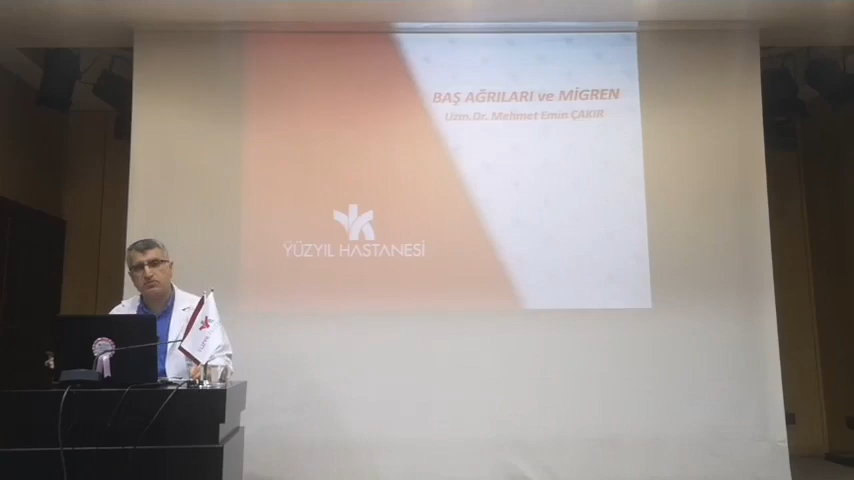 BAŞ AĞRILARI ve MİGREN
Uzm.Dr. Mehmet Emin ÇAKIR
YÜZYIL HASTANESİ